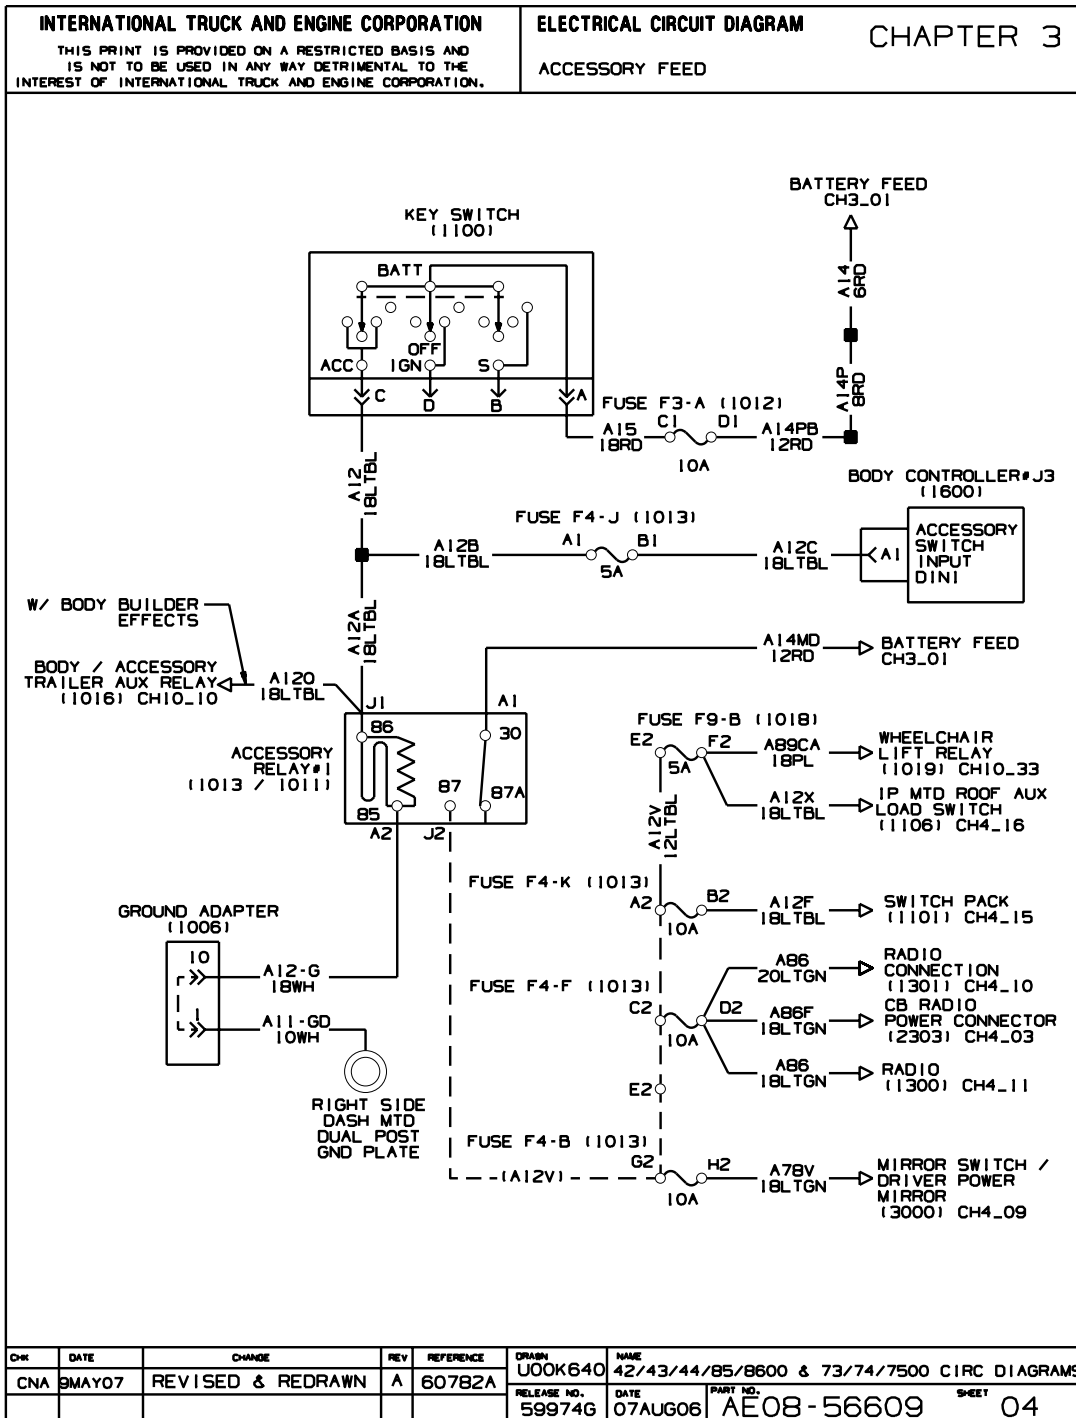 INTERNATIONAL TRUCK AND ENGINE CORPORATION
THIS PRINT IS PROVIDED ON A RESTRICTED BASIS AND
IS NOT TO BE USED IN ANY WAY DETRIMENTAL TO THE
INTEREST OF INTERNATIONAL TRUCK AND ENGINE CORPORATION.
ELECTRICAL CIRCUIT DIAGRAM
ACCESSORY FEED
CHAPTER 3
BATTERY FEED
CH3_01
A14
6RD
A14P
8RD
KEY SWITCH
(1100)
BATT
OFF
ACC
IGN
S
C
D
B
A
FUSE F3-A (1012)
A15
18RD
C1
D1
10A
A14PB
12RD
A12
18LTBL
BODY CONTROLLER#J3
(1600)
FUSE F4-J (1013)
A12B
18LTBL
A1
B1
5A
A12C
18LTBL
A1
ACCESSORY
SWITCH
INPUT
DIN1
W/ BODY BUILDER
EFFECTS
A12A
18LTBL
BODY / ACCESSORY
TRAILER AUX RELAY
(1016) CH10_10
A120
18LTBL
A14MD
12RD
BATTERY FEED
CH3_01
J1
A1
ACCESSORY
RELAY#1
(1013 / 1011)
86
30
87
87A
85
A2
J2
FUSE F9-B (1018)
E2
F2
5A
A89CA
18PL
WHEELCHAIR
LIFT RELAY
(1019) CH10_33
A12X
18LTBL
IP MTD ROOF AUX
LOAD SWITCH
(1106) CH4_16
A12V
12LTBL
FUSE F4-K (1013)
A2
B2
10A
A12F
18LTBL
SWITCH PACK
(1101) CH4_15
GROUND ADAPTER
(1006)
10
A12-G
18WH
1
A11-GD
10WH
RIGHT SIDE
DASH MTD
DUAL POST
GND PLATE
FUSE F4-F (1013)
C2
D2
10A
A86
20LTGN
RADIO
CONNECTION
(1301) CH4_10
A86F
18LTGN
CB RADIO
POWER CONNECTOR
(2303) CH4_03
A86
18LTGN
RADIO
(1300) CH4_11
E2
FUSE F4-B (1013)
G2
H2
(A12V)
10A
A78V
18LTGN
MIRROR SWITCH /
DRIVER POWER
MIRROR
(3000) CH4_09
CHK
DATE
CHANGE
REV
REFERENCE
CNA
9MAY07
REVISED & REDRAWN
A
60782A
DRAWN
U00K640
NAME
42/43/44/85/8600 & 73/74/7500 CIRC DIAGRAMS
RELEASE NO.
59974G
DATE
07AUG06
PART NO.
AE08-56609
SHEET
04